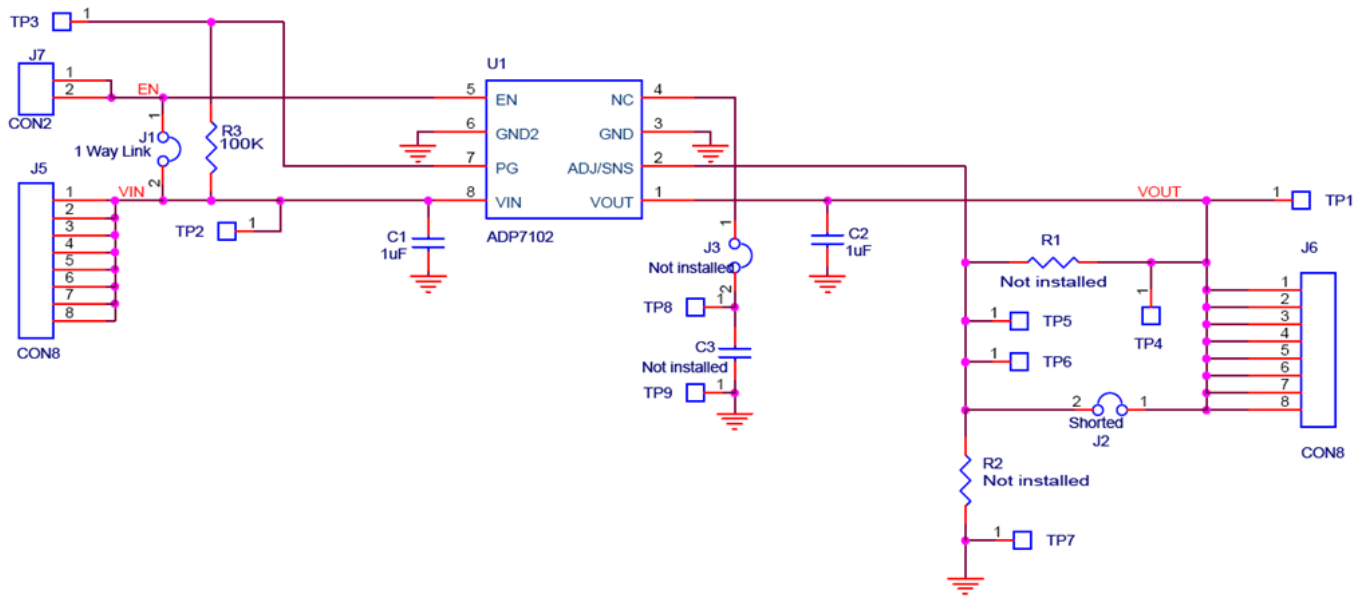 TP3 1
J7
1
2
CON2
EN
1
J1
1 Way Link
2
R3
100K
J5
1
2
3
4
5
6
7
8
CON8
VIN
TP2 1
C1
1uF
U1
5 EN
6 GND2
7 PG
8 VIN
NC 4
GND 3
ADJ/SNS 2
VOUT 1
ADP7102
1
J3
Not installed
2
TP8 1
C3
Not installed
TP9 1
C2
1uF
VOUT
1 TP1
R1
Not installed
1
TP4
1 TP5
1 TP6
2 1
Shorted
J2
R2
Not installed
1 TP7
J6
1
2
3
4
5
6
7
8
CON8